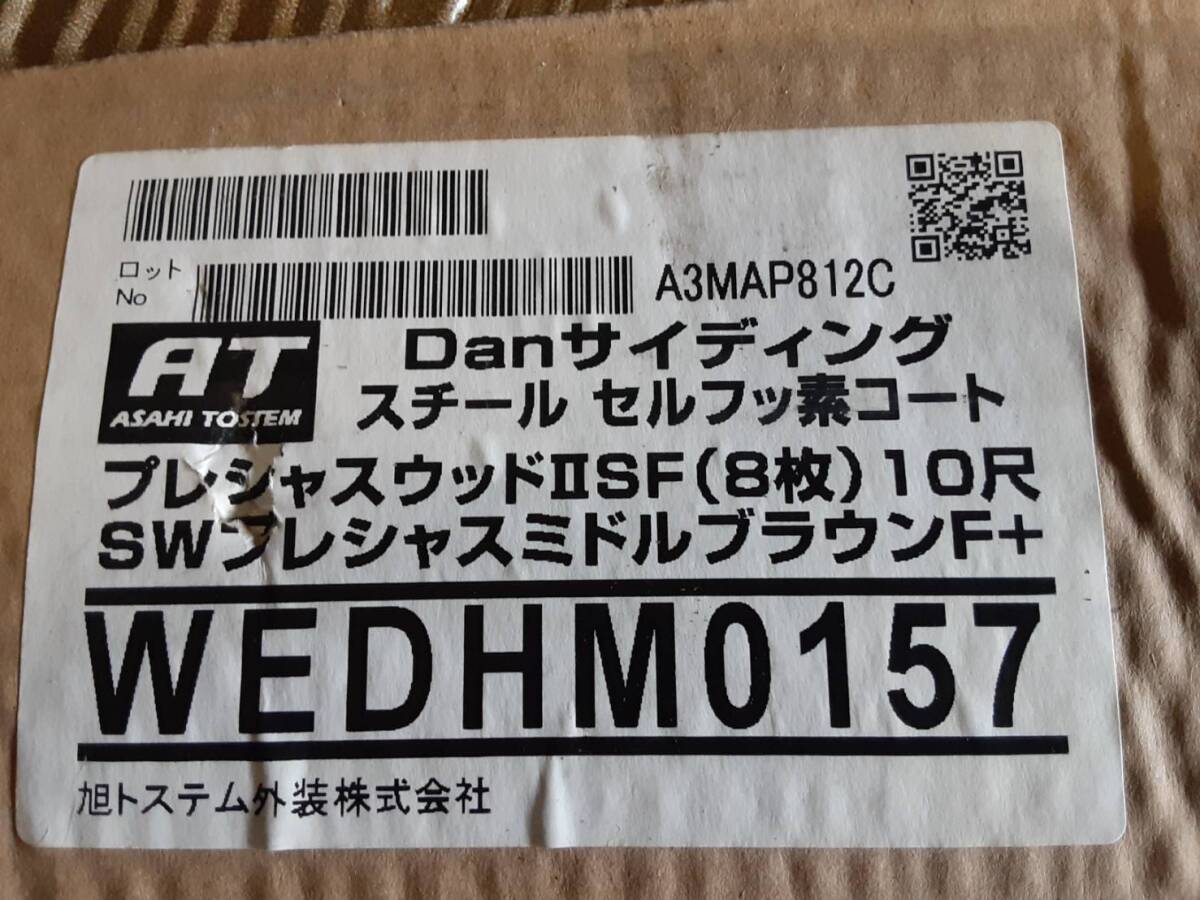 ロット
No
A3MAP812C
AT
ASAHI TOSTEM
Danサイディング
スチール セルフッ素コート
プレシャスウッドⅡSF(8枚)10尺
SWプレシャスミドルブラウンF+
WEDHM0157
旭トステム外装株式会社